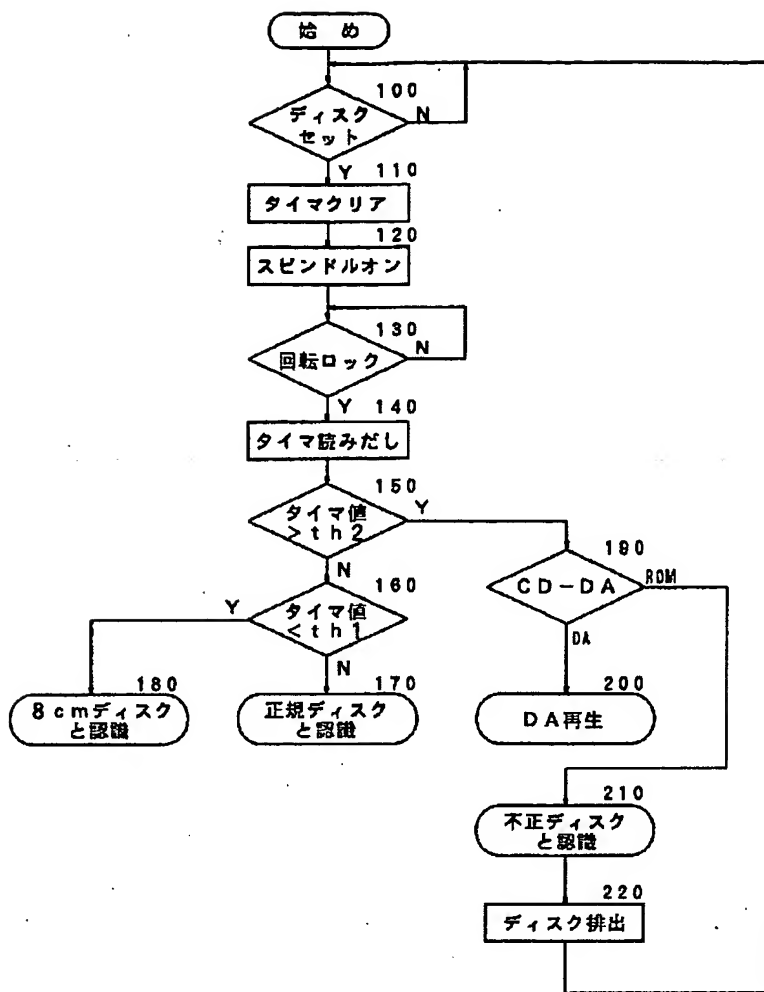 始め
100
ディスク
セット
N
Y
110
タイマクリア
120
スピンドルオン
130
回転ロック
N
Y
140
タイマ読みだし
150
タイマ値
>th2
Y
N
160
タイマ値
<th1
Y
N
190
CD-DA
ROM
DA
180
8cmディスク
と認識
170
正規ディスク
と認識
200
DA再生
210
不正ディスク
と認識
220
ディスク排出